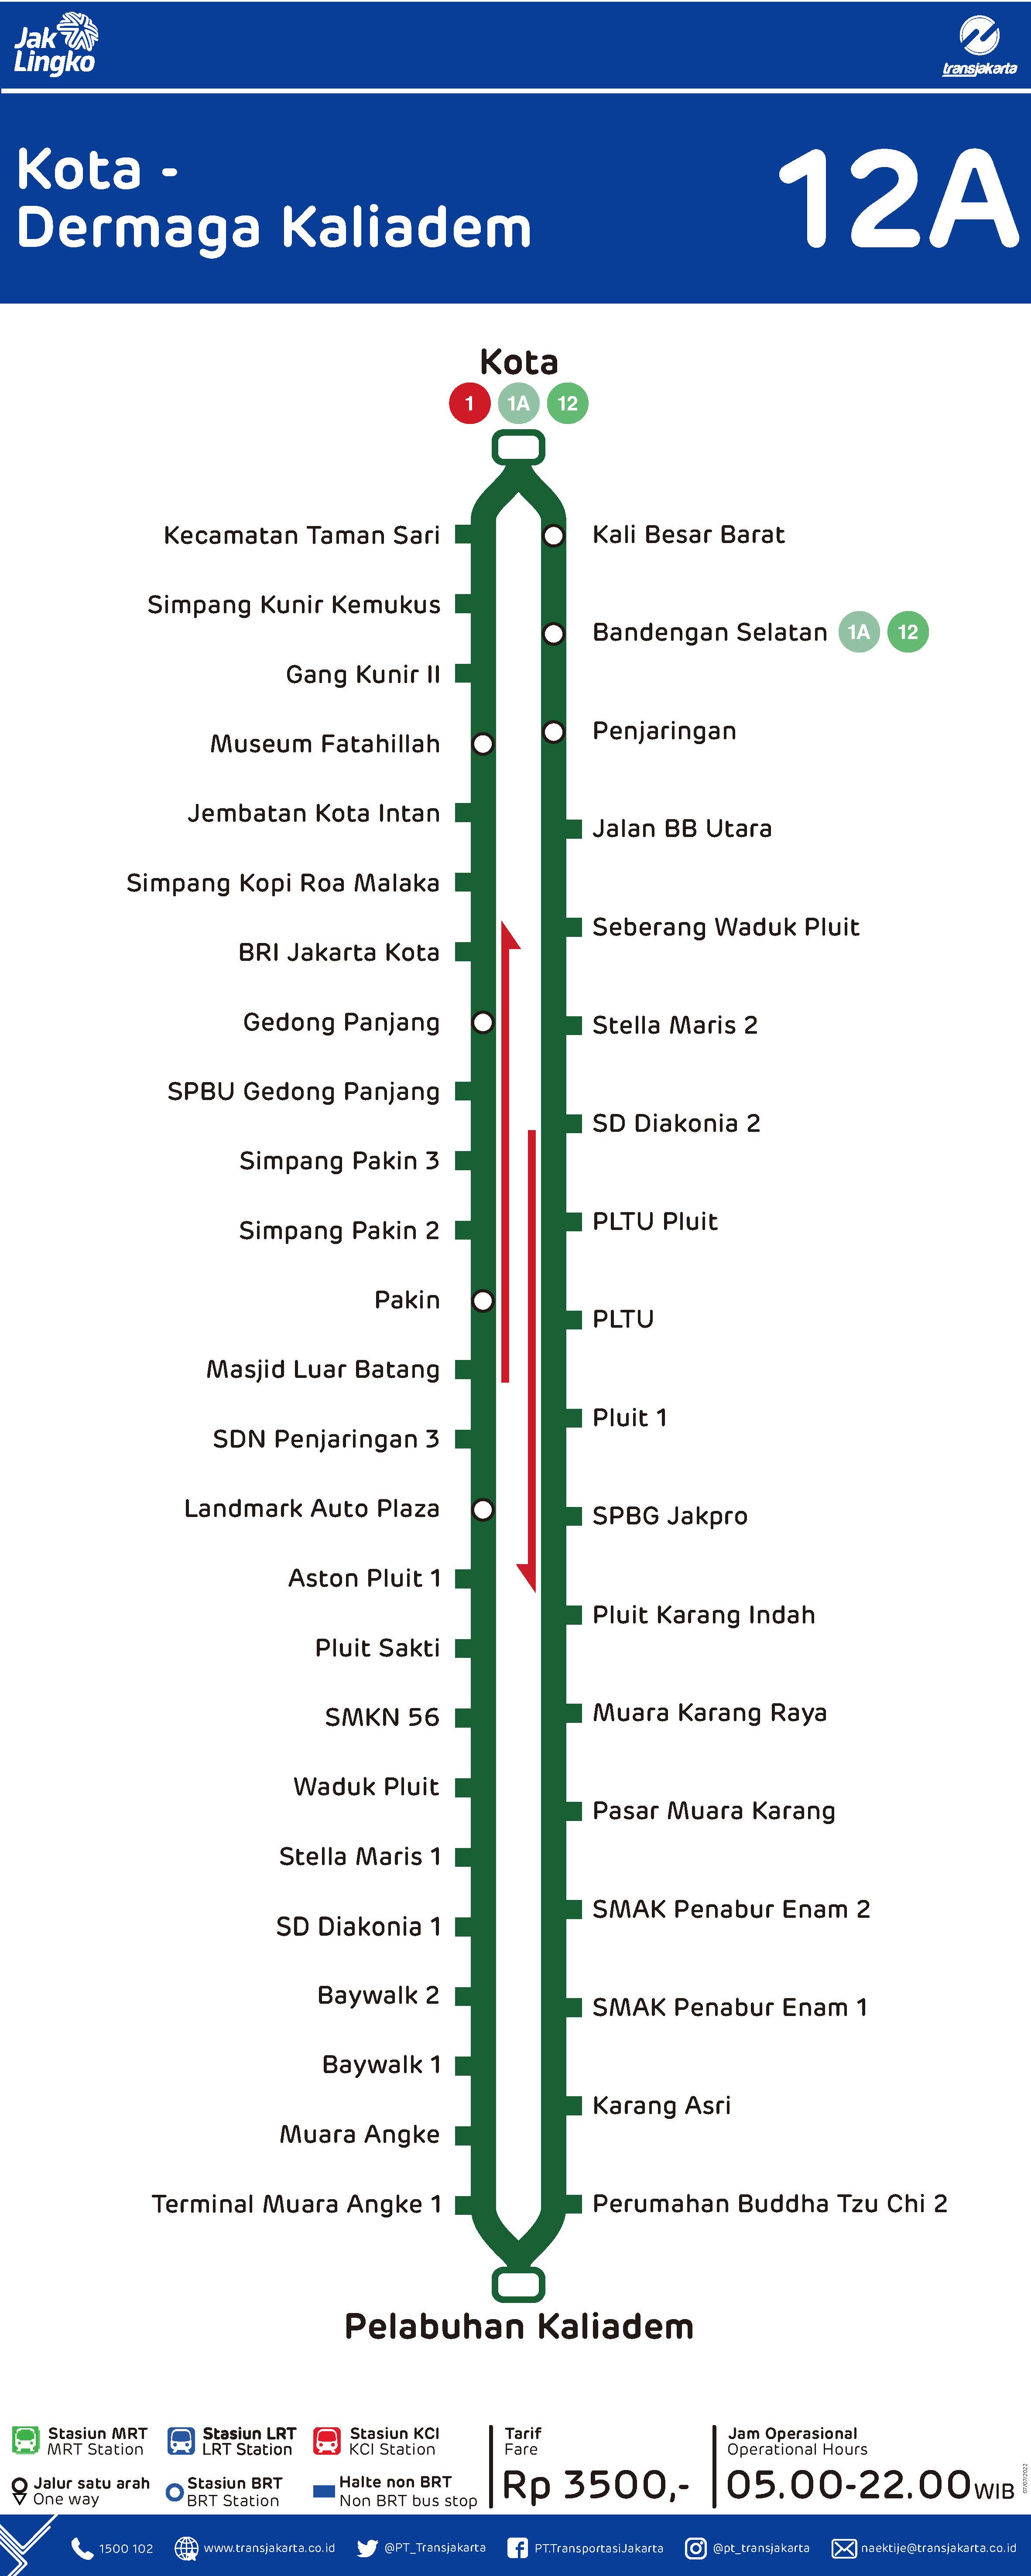 Jak
Lingko
transjakarta
Kota -
Dermaga Kaliadem
12A
Kota
1 1A 12
Kecamatan Taman Sari
Simpang Kunir Kemukus
Gang Kunir II
Museum Fatahillah
Jembatan Kota Intan
Simpang Kopi Roa Malaka
BRI Jakarta Kota
Gedong Panjang
SPBU Gedong Panjang
Simpang Pakin 3
Simpang Pakin 2
Pakin
Masjid Luar Batang
SDN Penjaringan 3
Landmark Auto Plaza
Aston Pluit 1
Pluit Sakti
SMKN 56
Waduk Pluit
Stella Maris 1
SD Diakonia 1
Baywalk 2
Baywalk 1
Muara Angke
Terminal Muara Angke 1
Kali Besar Barat
Bandengan Selatan 1A 12
Penjaringan
Jalan BB Utara
Seberang Waduk Pluit
Stella Maris 2
SD Diakonia 2
PLTU Pluit
PLTU
Pluit 1
SPBG Jakpro
Pluit Karang Indah
Muara Karang Raya
Pasar Muara Karang
SMAK Penabur Enam 2
SMAK Penabur Enam 1
Karang Asri
Perumahan Buddha Tzu Chi 2
Pelabuhan Kaliadem
Stasiun MRT
MRT Station
Stasiun LRT
LRT Station
Stasiun KCI
KCI Station
Jalur satu arah
One way
Stasiun BRT
BRT Station
Halte non BRT
Non BRT bus stop
Tarif
Fare
Rp 3500,-
Jam Operasional
Operational Hours
05.00-22.00 WIB
07/07/2022
1500 102
www.transjakarta.co.id
@PT_Transjakarta
PT.TransportasiJakarta
@pt_transjakarta
naektije@transjakarta.co.id